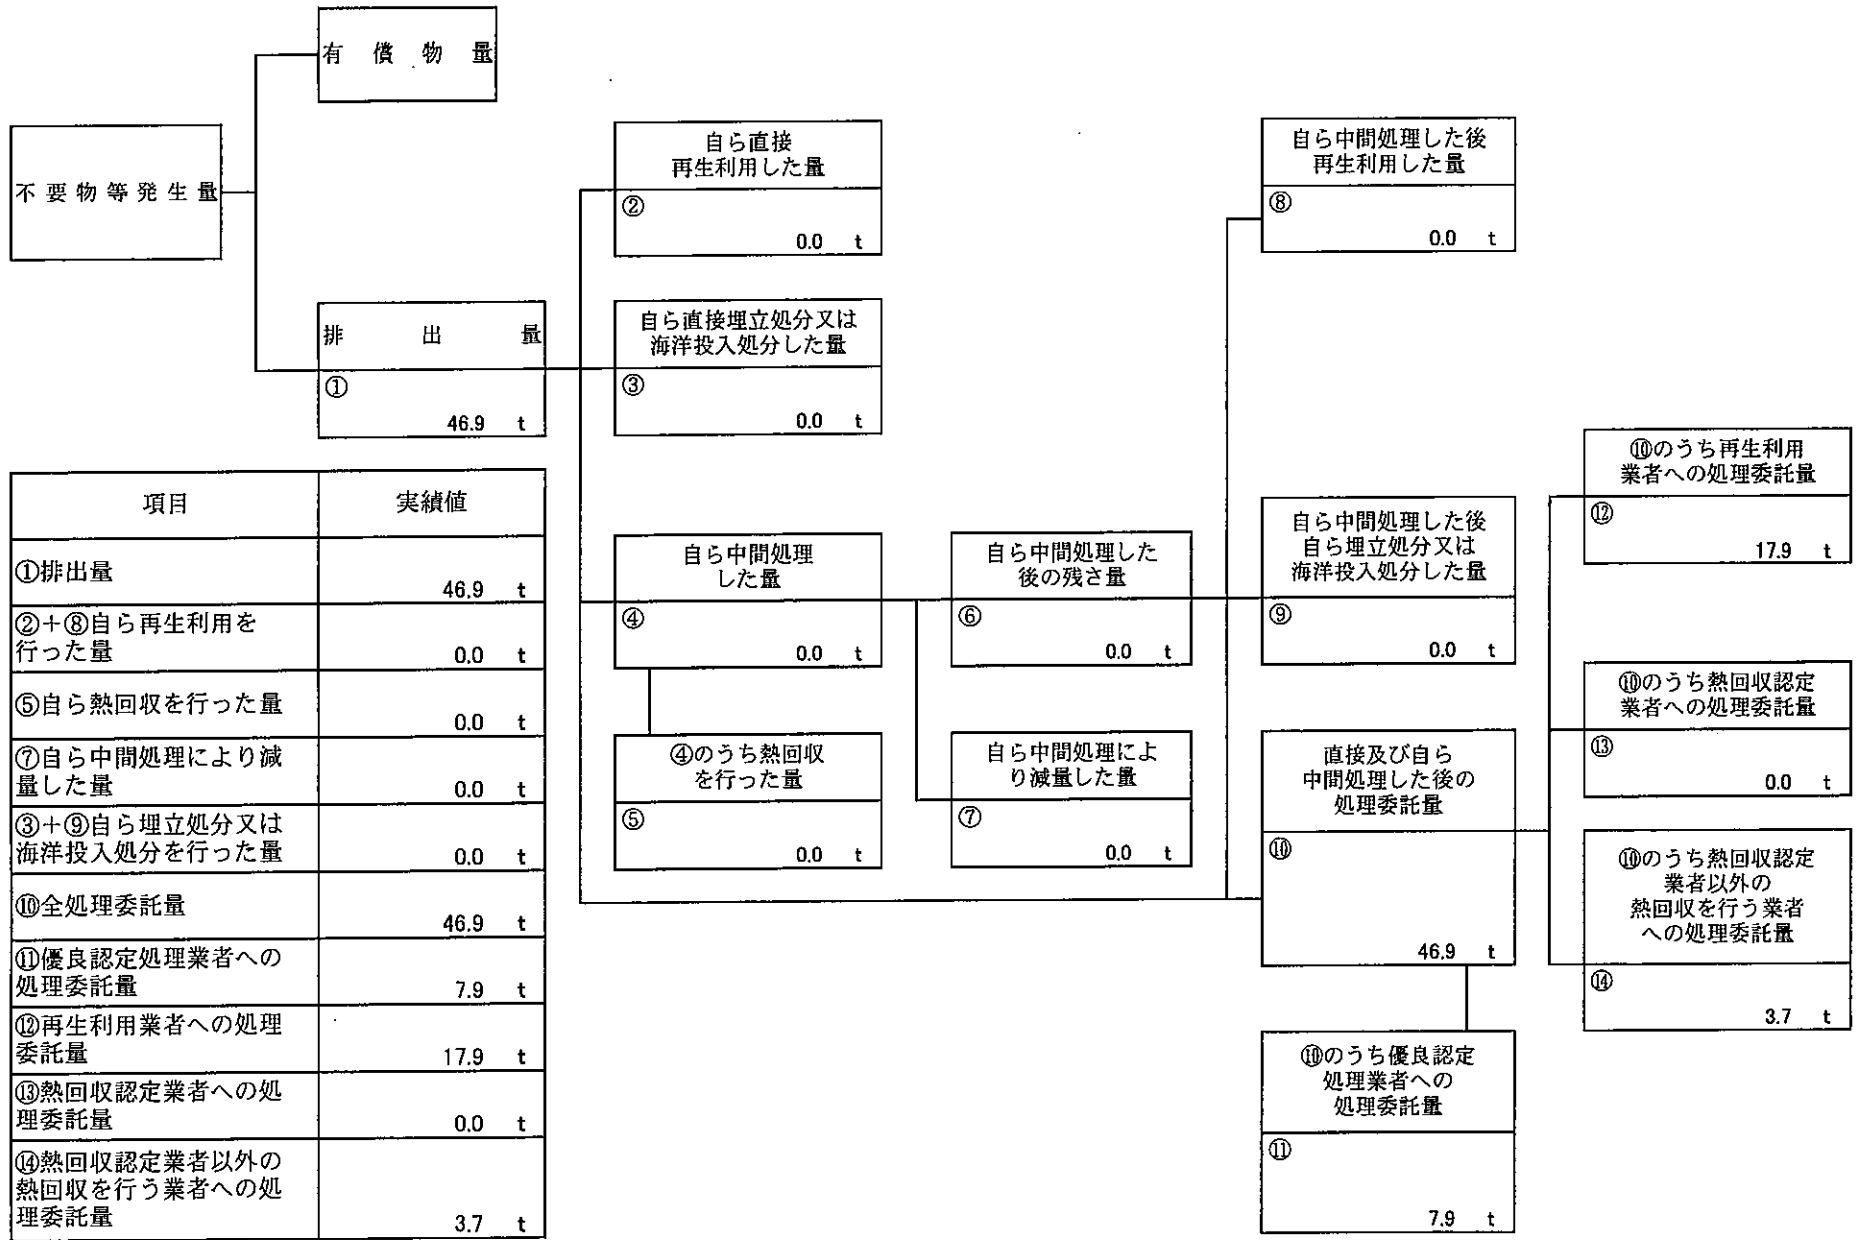 有償物量
不要物等発生量
排出量
①
46.9 t
自ら直接
再生利用した量
②
0.0 t
自ら直接埋立処分又は
海洋投入処分した量
③
0.0 t
自ら中間処理
した量
④
0.0 t
④のうち熱回収
を行った量
⑤
0.0 t
自ら中間処理した
後の残さ量
⑥
0.0 t
自ら中間処理によ
り減量した量
⑦
0.0 t
自ら中間処理した後
再生利用した量
⑧
0.0 t
自ら中間処理した後
自ら埋立処分又は
海洋投入処分した量
⑨
0.0 t
直接及び自ら
中間処理した後の
処理委託量
⑩
46.9 t
⑩のうち優良認定
処理業者への
処理委託量
⑪
7.9 t
⑩のうち再生利用
業者への処理委託量
⑫
17.9 t
⑩のうち熱回収認定
業者への処理委託量
⑬
0.0 t
⑩のうち熱回収認定
業者以外の
熱回収を行う業者
への処理委託量
⑭
3.7 t
項目 実績値
①排出量
46.9 t
②+⑧自ら再生利用を
行った量
0.0 t
⑤自ら熱回収を行った量
0.0 t
⑦自ら中間処理により減
量した量
0.0 t
③+⑨自ら埋立処分又は
海洋投入処分を行った量
0.0 t
⑩全処理委託量
46.9 t
⑪優良認定処理業者への
処理委託量
7.9 t
⑫再生利用業者への処理
委託量
17.9 t
⑬熱回収認定業者への処
理委託量
0.0 t
⑭熱回収認定業者以外の
熱回収を行う業者への処
理委託量
3.7 t